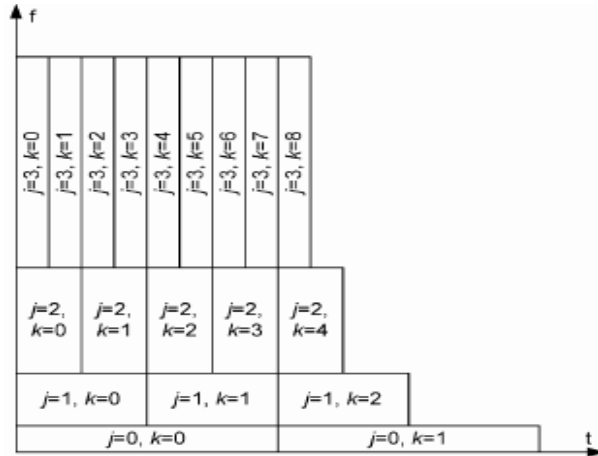 f
j=3, k=0
j=3, k=1
j=3, k=2
j=3, k=3
j=3, k=4
j=3, k=5
j=3, k=6
j=3, k=7
j=3, k=8
j=2,
k=0
j=2,
k=1
j=2,
k=2
j=2,
k=3
j=2,
k=4
j=1, k=0
j=1, k=1
j=1, k=2
j=0, k=0
j=0, k=1
t